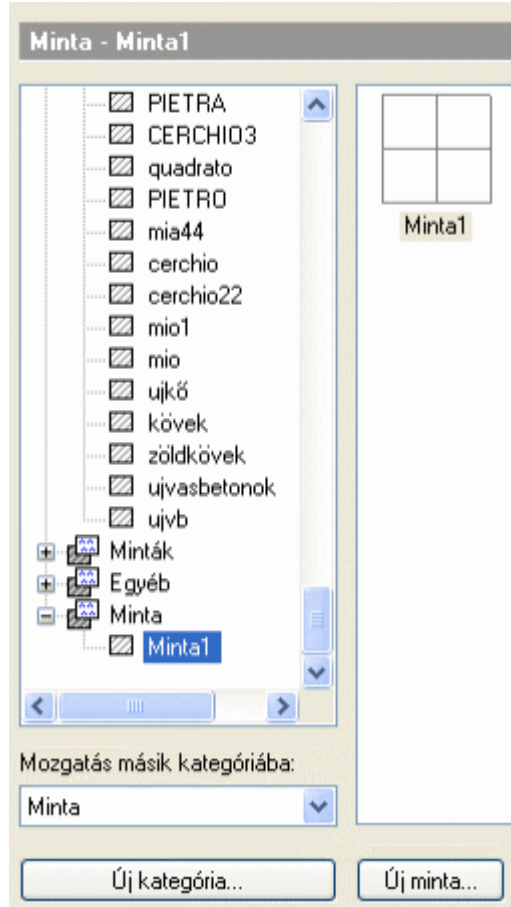 Minta - Minta1
PIETRA
CERCHIO3
quadrato
PIETRO
mia44
cerchio
cerchio22
mio1
mio
ujkő
kövek
zöldkövek
ujvasbetonok
ujvb
Minták
Egyéb
Minta
Minta1
Mozgatás másik kategóriába:
Minta
Új kategória...
Minta1
Új minta...